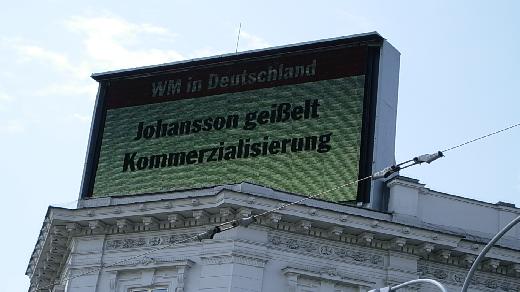 WM in Deutschland
Johansson geißelt
Kommerzialisierung